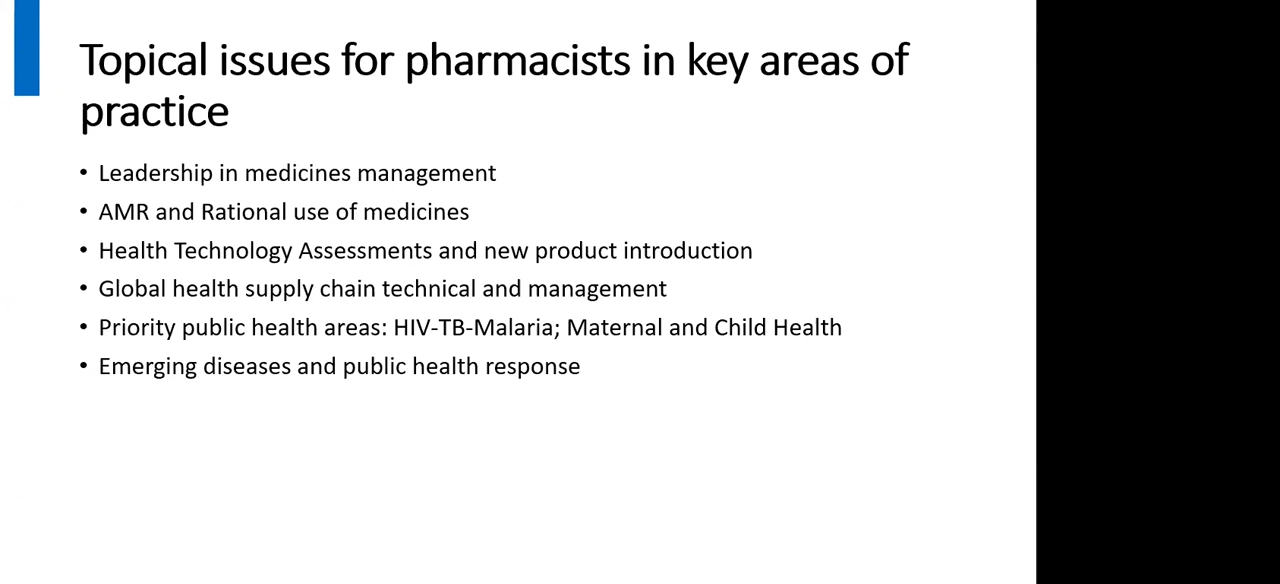 Topical issues for pharmacists in key areas of
practice
• Leadership in medicines management
• AMR and Rational use of medicines
• Health Technology Assessments and new product introduction
• Global health supply chain technical and management
• Priority public health areas: HIV-TB-Malaria; Maternal and Child Health
• Emerging diseases and public health response